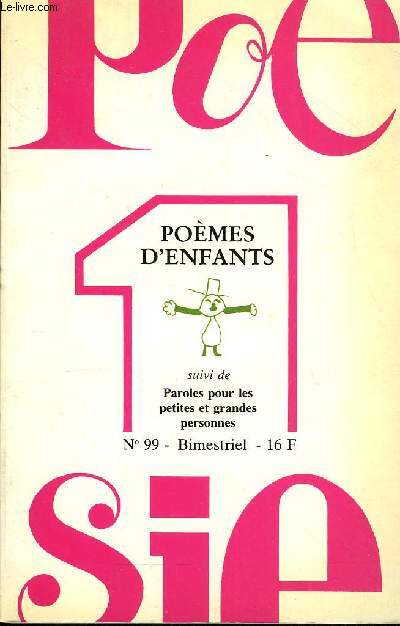 Le-livre.com
Poe
1
POÈMES
D'ENFANTS
suivi de
Paroles pour les
petites et grandes
personnes
N° 99 - Bimestriel - 16 F
sie